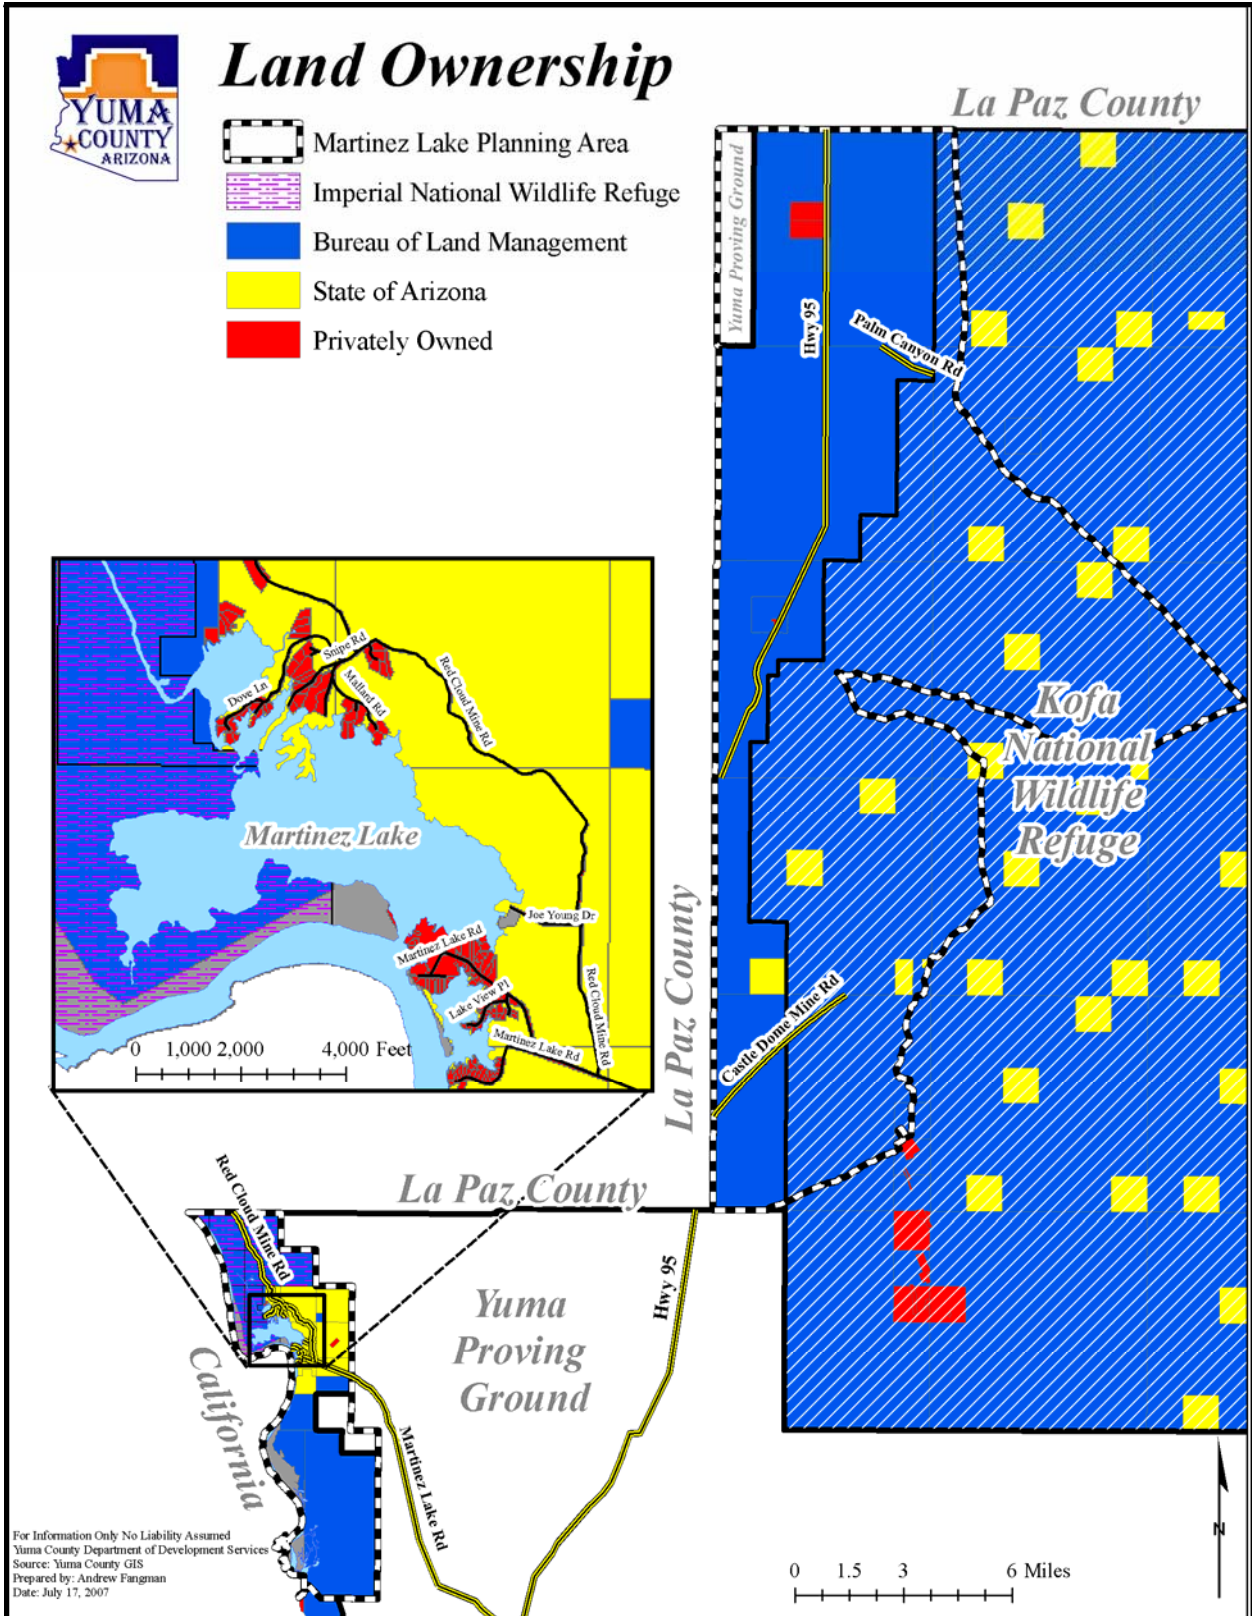 YUMA
COUNTY
ARIZONA
Land Ownership
Martinez Lake Planning Area
Imperial National Wildlife Refuge
Bureau of Land Management
State of Arizona
Privately Owned
La Paz County
Yuma Proving Ground
Hwy 95
Palm Canyon Rd
Kofa
National
Wildlife
Refuge
La Paz County
Castle Dome Mine Rd
Snipe Rd
Dove Ln
Mallard Rd
Red Cloud Mine Rd
Martinez Lake
Joe Young Dr
Martinez Lake Rd
Lake View Pl
Martinez Lake Rd
Red Cloud Mine Rd
0 1,000 2,000 4,000 Feet
La Paz County
Red Cloud Mine Rd
Hwy 95
Yuma
Proving
Ground
California
Martinez Lake Rd
For Information Only No Liability Assumed
Yuma County Department of Development Services
Source: Yuma County GIS
Prepared by: Andrew Fangman
Date: July 17, 2007
N
0 1.5 3 6 Miles